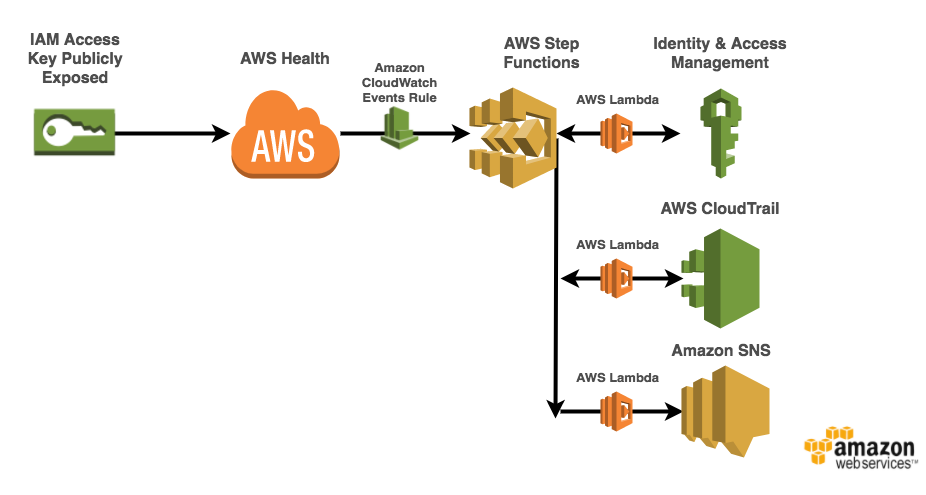 IAM Access
Key Publicly
Exposed
AWS Health
AWS
Amazon
CloudWatch
Events Rule
AWS Step
Functions
AWS Lambda
Identity & Access
Management
AWS CloudTrail
AWS Lambda
Amazon SNS
AWS Lambda
amazon
webservices™